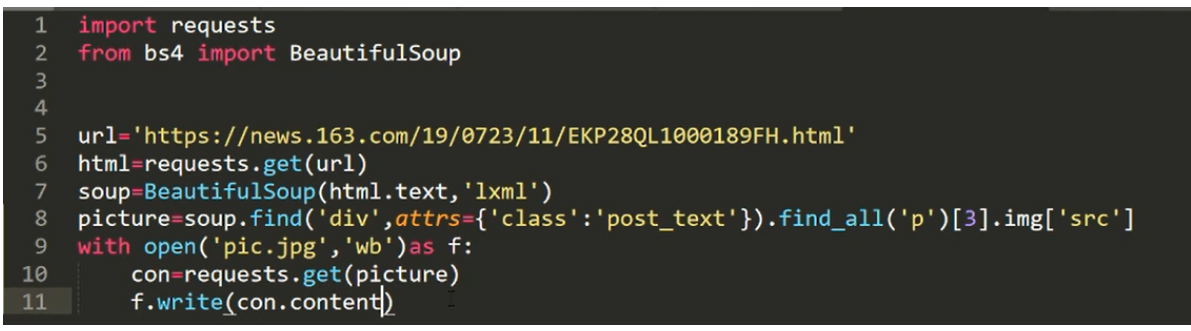 1 import requests
2 from bs4 import BeautifulSoup
3
4
5 url='https://news.163.com/19/0723/11/EKP28QL1000189FH.html'
6 html=requests.get(url)
7 soup=BeautifulSoup(html.text,'lxml')
8 picture=soup.find('div',attrs={'class':'post_text'}).find_all('p')[3].img['src']
9 with open('pic.jpg','wb')as f:
10     con=requests.get(picture)
11     f.write(con.content)